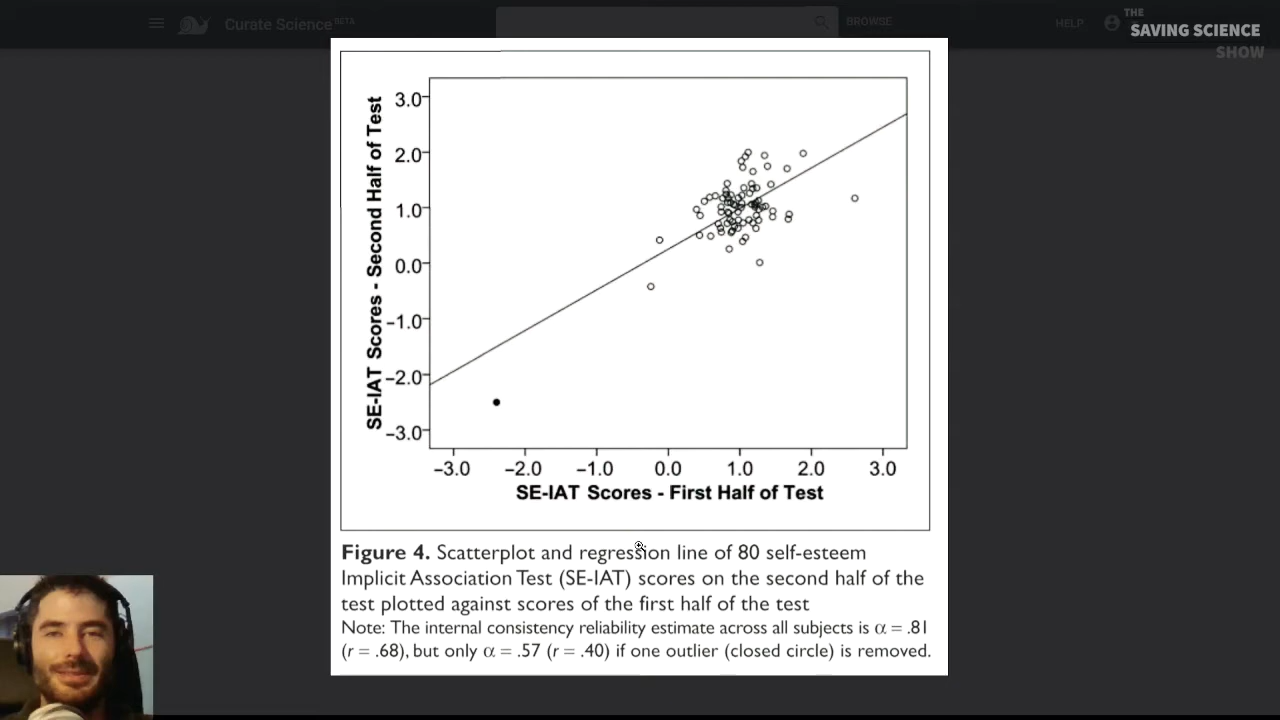 Curate Science BETA
BROWSE
HELP
THE
SAVING SCIENCE
SHOW
SE-IAT Scores - Second Half of Test
3.0
2.0
1.0
0.0
−1.0
−2.0
−3.0
−3.0 −2.0 −1.0 0.0 1.0 2.0 3.0
SE-IAT Scores - First Half of Test
Figure 4. Scatterplot and regression line of 80 self-esteem
Implicit Association Test (SE-IAT) scores on the second half of the
test plotted against scores of the first half of the test
Note: The internal consistency reliability estimate across all subjects is α = .81
(r = .68), but only α = .57 (r = .40) if one outlier (closed circle) is removed.